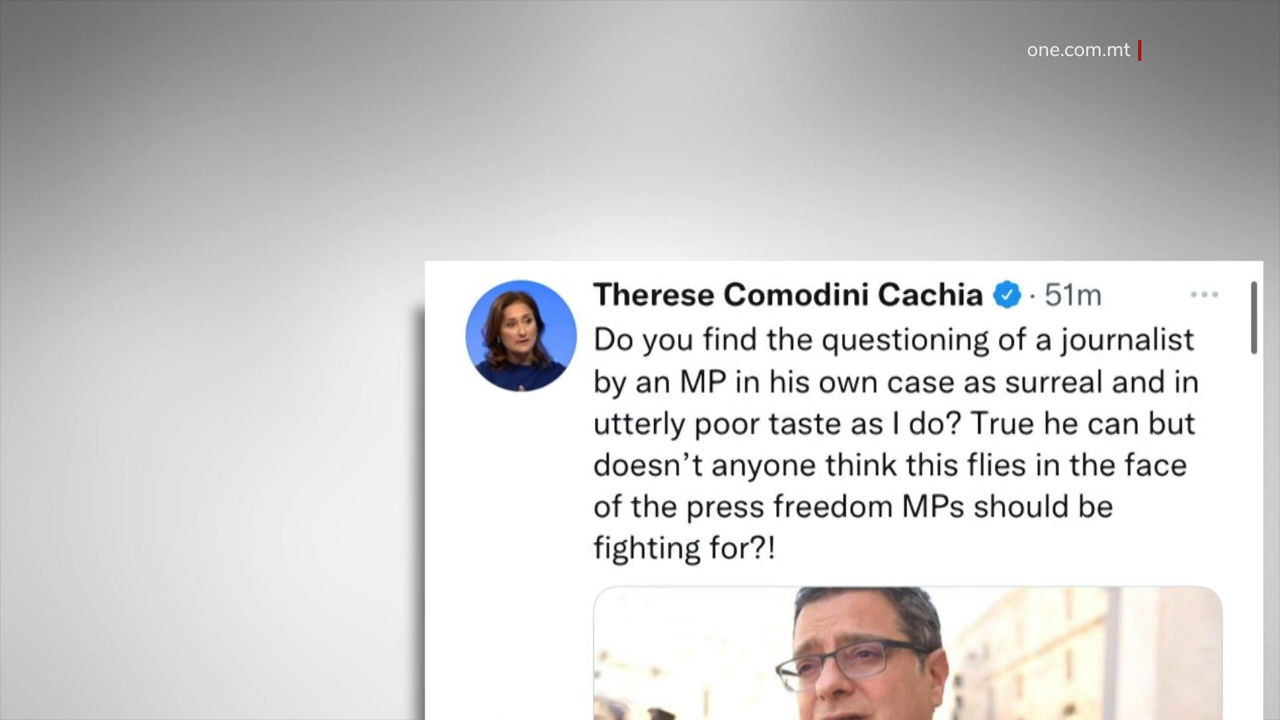 one.com.mt
Therese Comodini Cachia · 51m
Do you find the questioning of a journalist
by an MP in his own case as surreal and in
utterly poor taste as I do? True he can but
doesn’t anyone think this flies in the face
of the press freedom MPs should be
fighting for?!